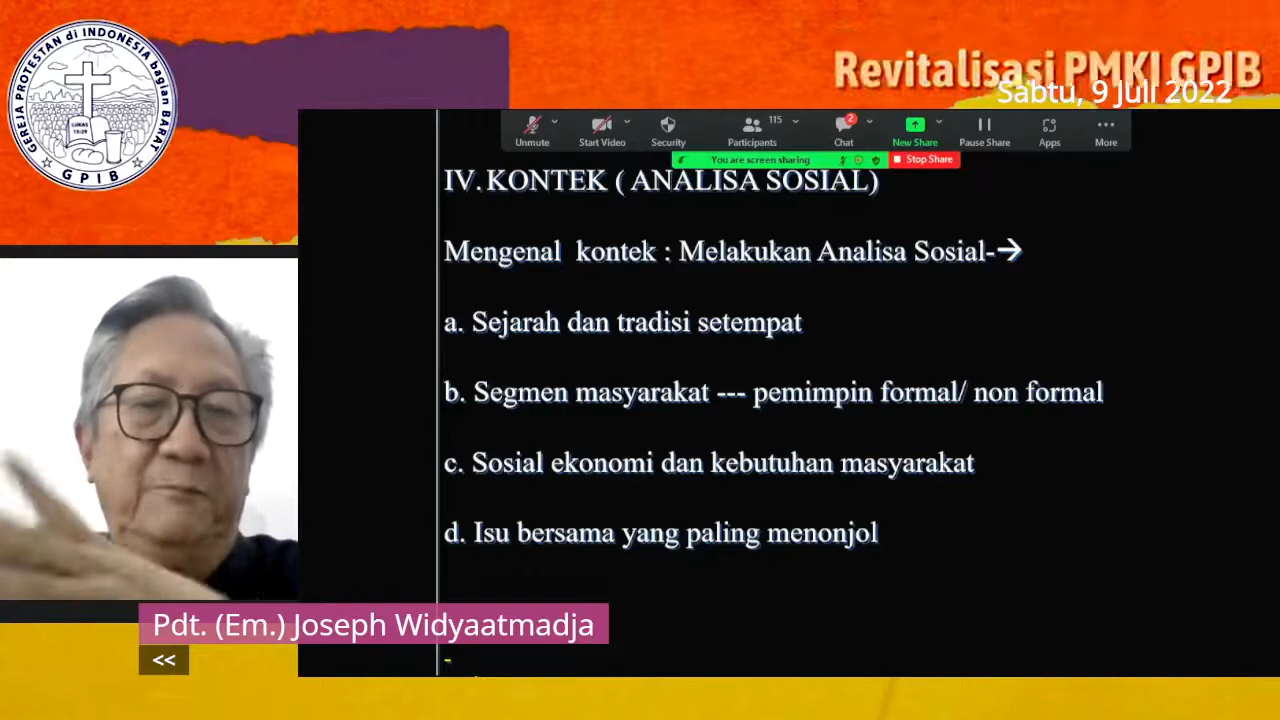 GEREJA PROTESTAN di INDONESIA bagian BARAT
LUKAS
13:29
GPIB
Revitalisasi PMKI GPIB
Sabtu, 9 Juli 2022
Unmute
Start Video
Security
Participants
115
Chat
2
New Share
Pause Share
Apps
More
You are screen sharing
Stop Share
IV. KONTEK ( ANALISA SOSIAL)
Mengenal kontek : Melakukan Analisa Sosial-→
a. Sejarah dan tradisi setempat
b. Segmen masyarakat --- pemimpin formal/ non formal
c. Sosial ekonomi dan kebutuhan masyarakat
d. Isu bersama yang paling menonjol
-
Pdt. (Em.) Joseph Widyaatmadja
<<